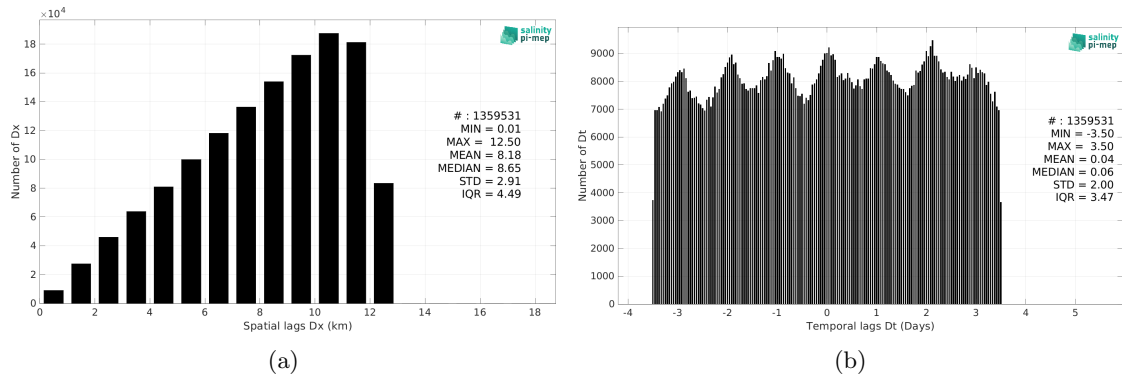 ×10⁴
18
16
14
12
10
8
6
4
2
0
Number of Dx
0 2 4 6 8 10 12 14 16 18
Spatial lags Dx (km)
salinity
pi-mep
# : 1359531
MIN = 0.01
MAX = 12.50
MEAN = 8.18
MEDIAN = 8.65
STD = 2.91
IQR = 4.49
(a)
9000
8000
7000
6000
5000
4000
3000
2000
1000
0
Number of Dt
-4 -3 -2 -1 0 1 2 3 4 5
Temporal lags Dt (Days)
salinity
pi-mep
# : 1359531
MIN = -3.50
MAX = 3.50
MEAN = 0.04
MEDIAN = 0.06
STD = 2.00
IQR = 3.47
(b)